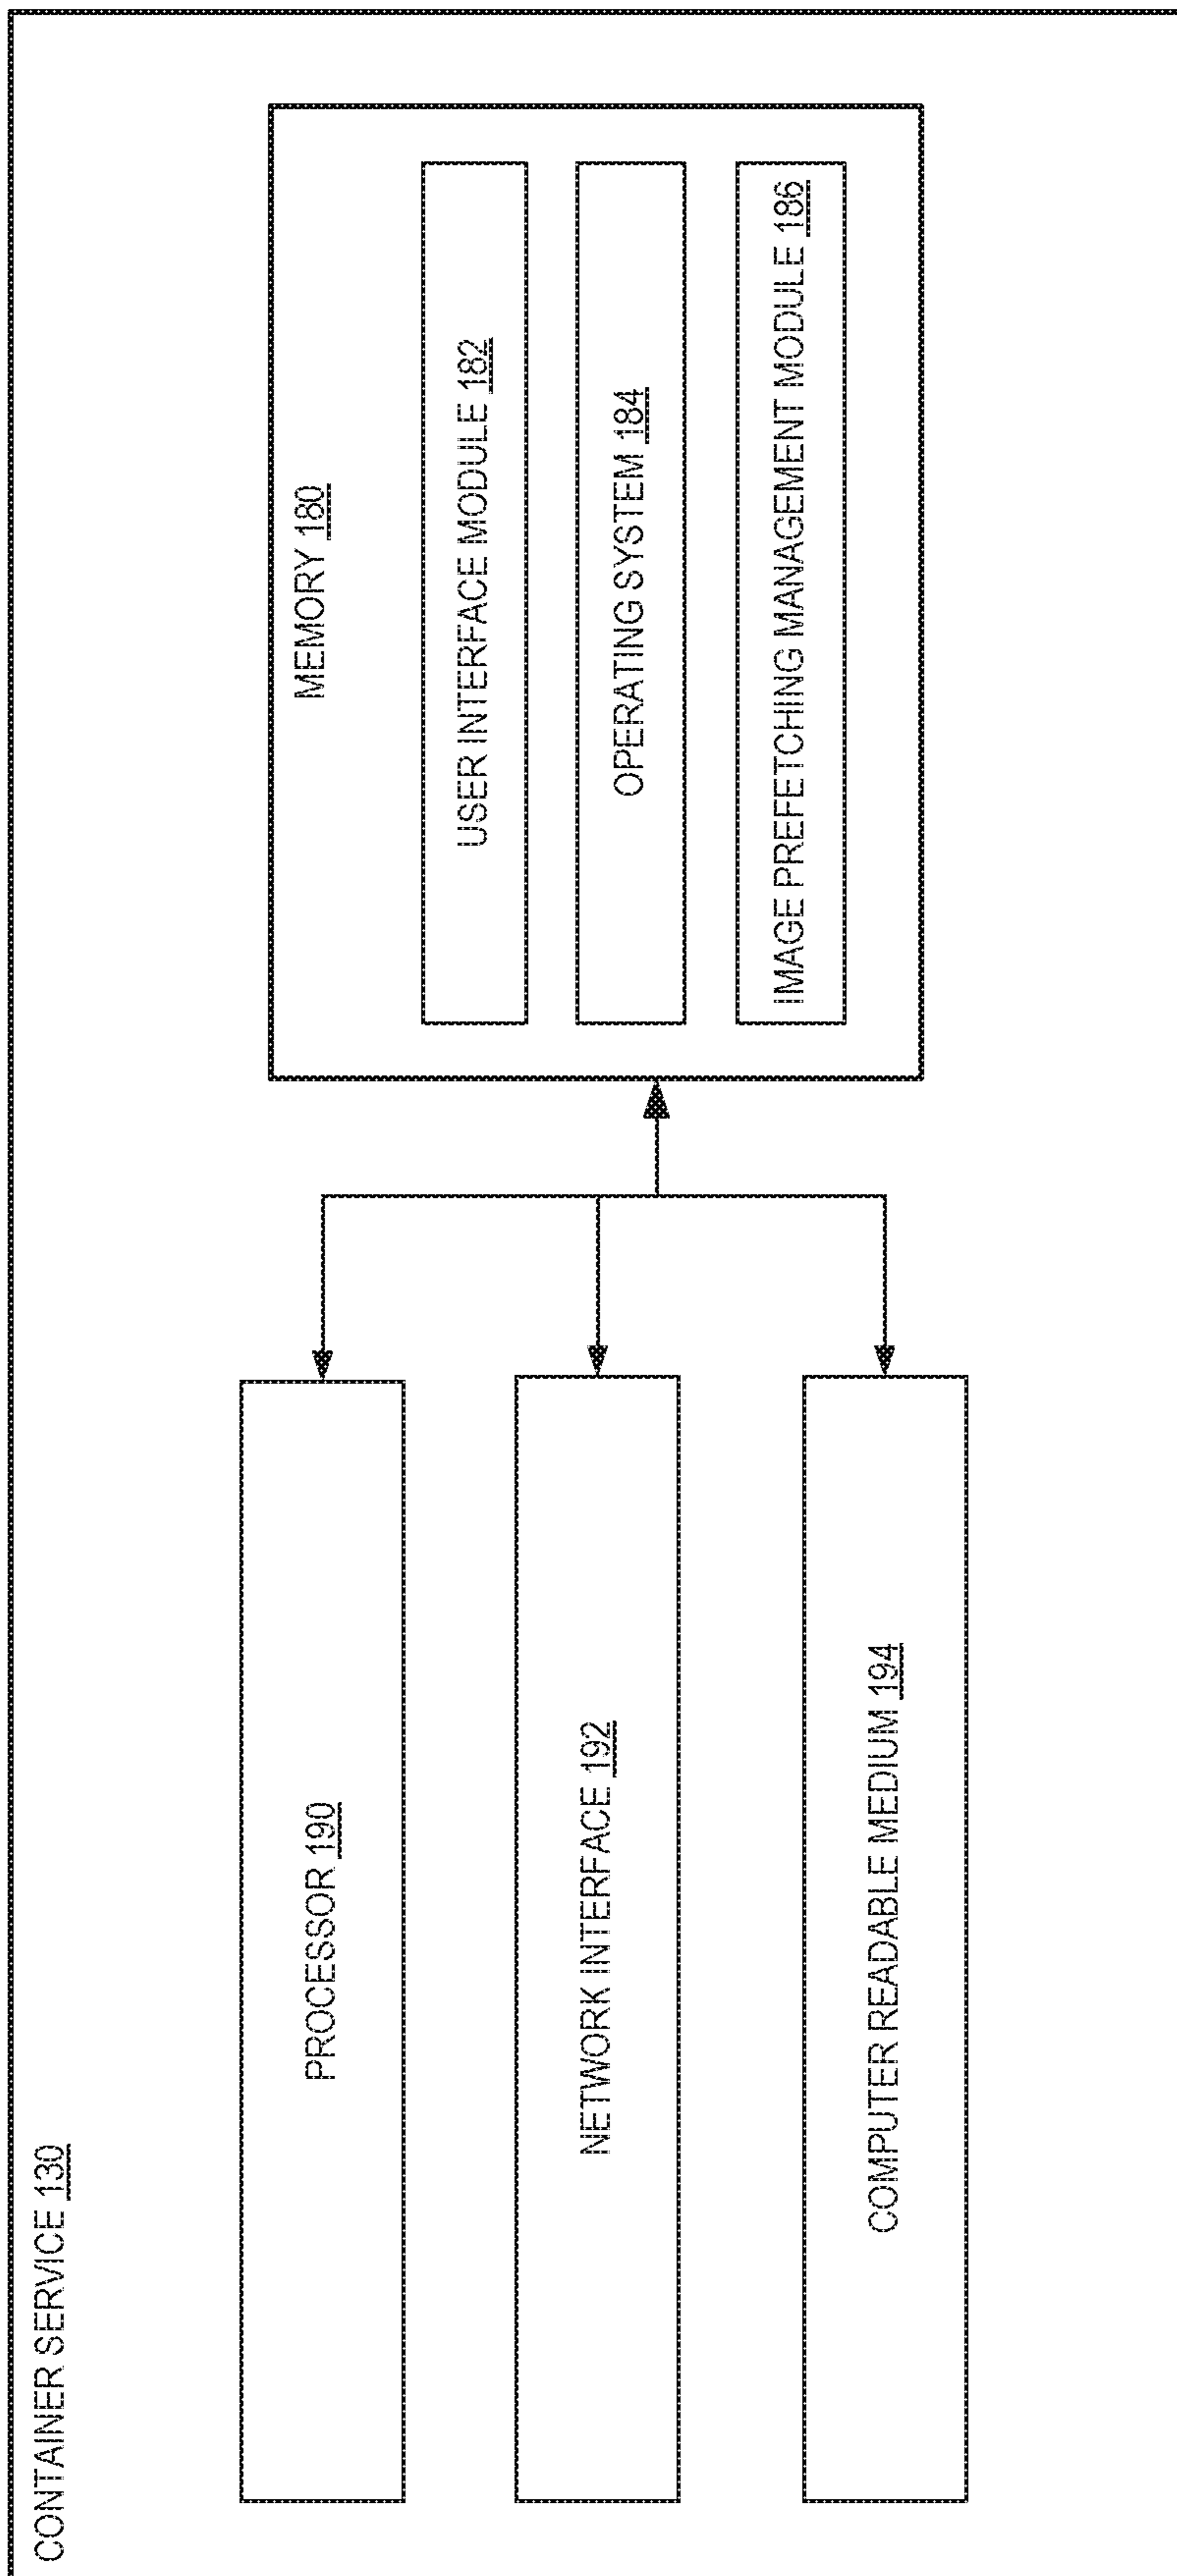 CONTAINER SERVICE 130
PROCESSOR 190
NETWORK INTERFACE 192
COMPUTER READABLE MEDIUM 194
MEMORY 180
USER INTERFACE MODULE 182
OPERATING SYSTEM 184
IMAGE PREFETCHING MANAGEMENT MODULE 186